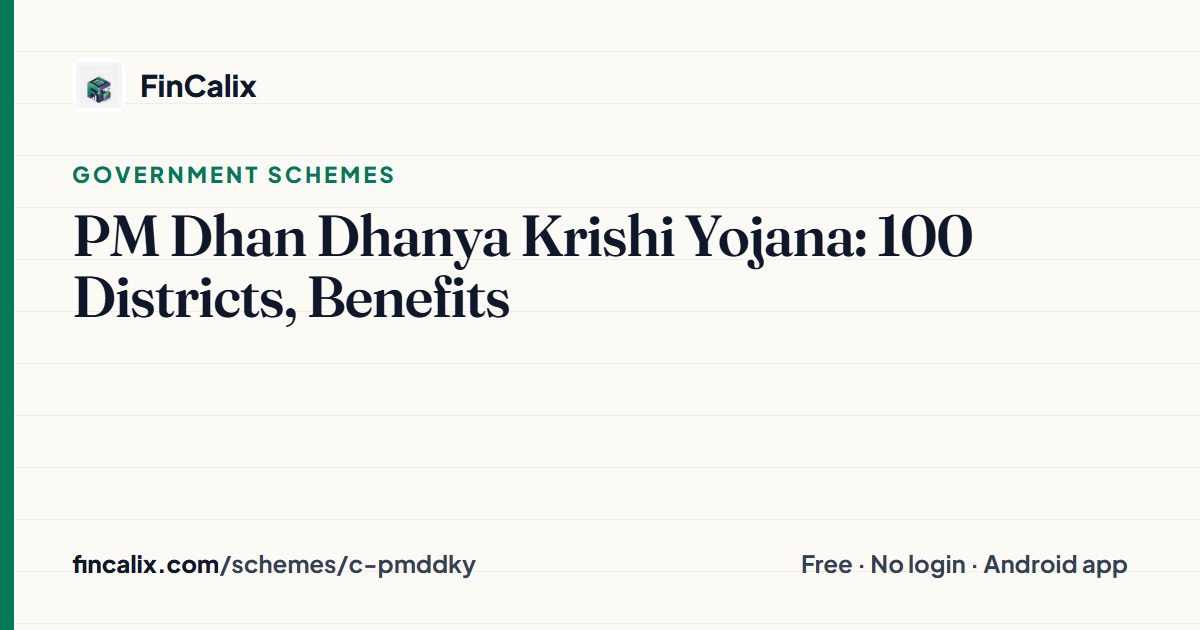 FinCalix
GOVERNMENT SCHEMES
PM Dhan Dhanya Krishi Yojana: 100
Districts, Benefits
fincalix.com/schemes/c-pmddky
Free · No login · Android app